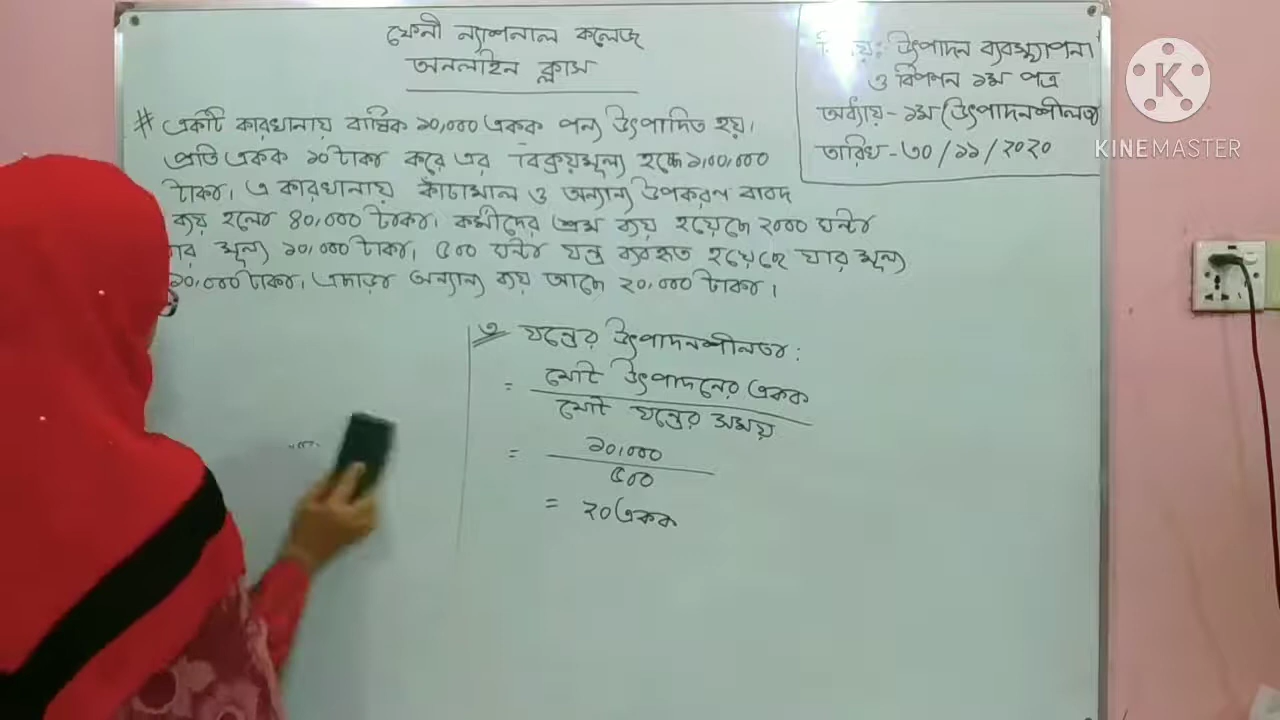 ফেনী ন্যাশনাল কলেজ
অনলাইন ক্লাস
বিষয়: উৎপাদন ব্যবস্থাপনা
ও বিপণন ১ম পত্র
অধ্যায়- ১ম (উৎপাদনশীলতা
তারিখ- ৩০/১১/২০২০
KINEMASTER
# একটি কারখানায় বার্ষিক ১০,০০০ একক পন্য উৎপাদিত হয়।
প্রতি একক ১০ টাকা করে এর বিক্রয়মূল্য হচ্ছে ১,০০,০০০
টাকা। এ কারখানায় কাঁচামাল ও অন্যান্য উপকরণ বাবদ
ব্যয় হলো ৪০,০০০ টাকা। কর্মীদের শ্রম ব্যয় হয়েছে ২০০০ ঘন্টা
যার মূল্য ১০,০০০ টাকা। ৫০০ ঘন্টা যন্ত্র ব্যবহৃত হয়েছে যার মূল্য
১০,০০০ টাকা। এছাড়া অন্যান্য ব্যয় আছে ২০,০০০ টাকা।
৩ যন্ত্রের উৎপাদনশীলতা:
= মোট উৎপাদনের একক
মোট যন্ত্রের সময়
= ১০,০০০
৫০০
= ২০ একক